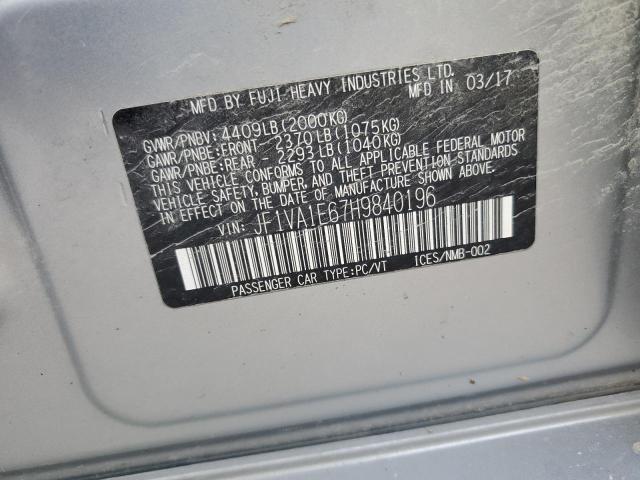 MFD BY FUJI HEAVY INDUSTRIES LTD.
MFD IN 03/17
GVWR/PNBV: 4409LB(2000KG)
GAWR/PNBE:FRONT- 2370LB(1075KG)
GAWR/PNBE:REAR - 2293LB(1040KG)
THIS VEHICLE CONFORMS TO ALL APPLICABLE FEDERAL MOTOR
VEHICLE SAFETY, BUMPER, AND THEFT PREVENTION STANDARDS
IN EFFECT ON THE DATE OF MANUFACTURE SHOWN ABOVE.
VIN: JF1VA1E67H9840196
PASSENGER CAR TYPE:PC/VT ICES/NMB-002